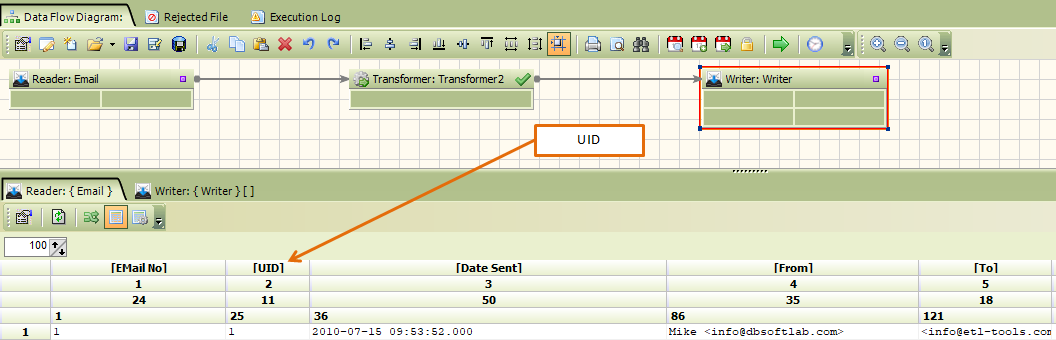 Data Flow Diagram: Rejected File Execution Log
Reader: Email Transformer: Transformer2 Writer: Writer
UID
Reader: { Email } Writer: { Writer } [ ]
100
[EMail No] [UID] [Date Sent] [From] [To]
1 2 3 4 5
24 11 50 35 18
1 25 36 86 121
1 1 1 2010-07-15 09:53:52.000 Mike <info@dbsoftlab.com> <info@etl-tools.com